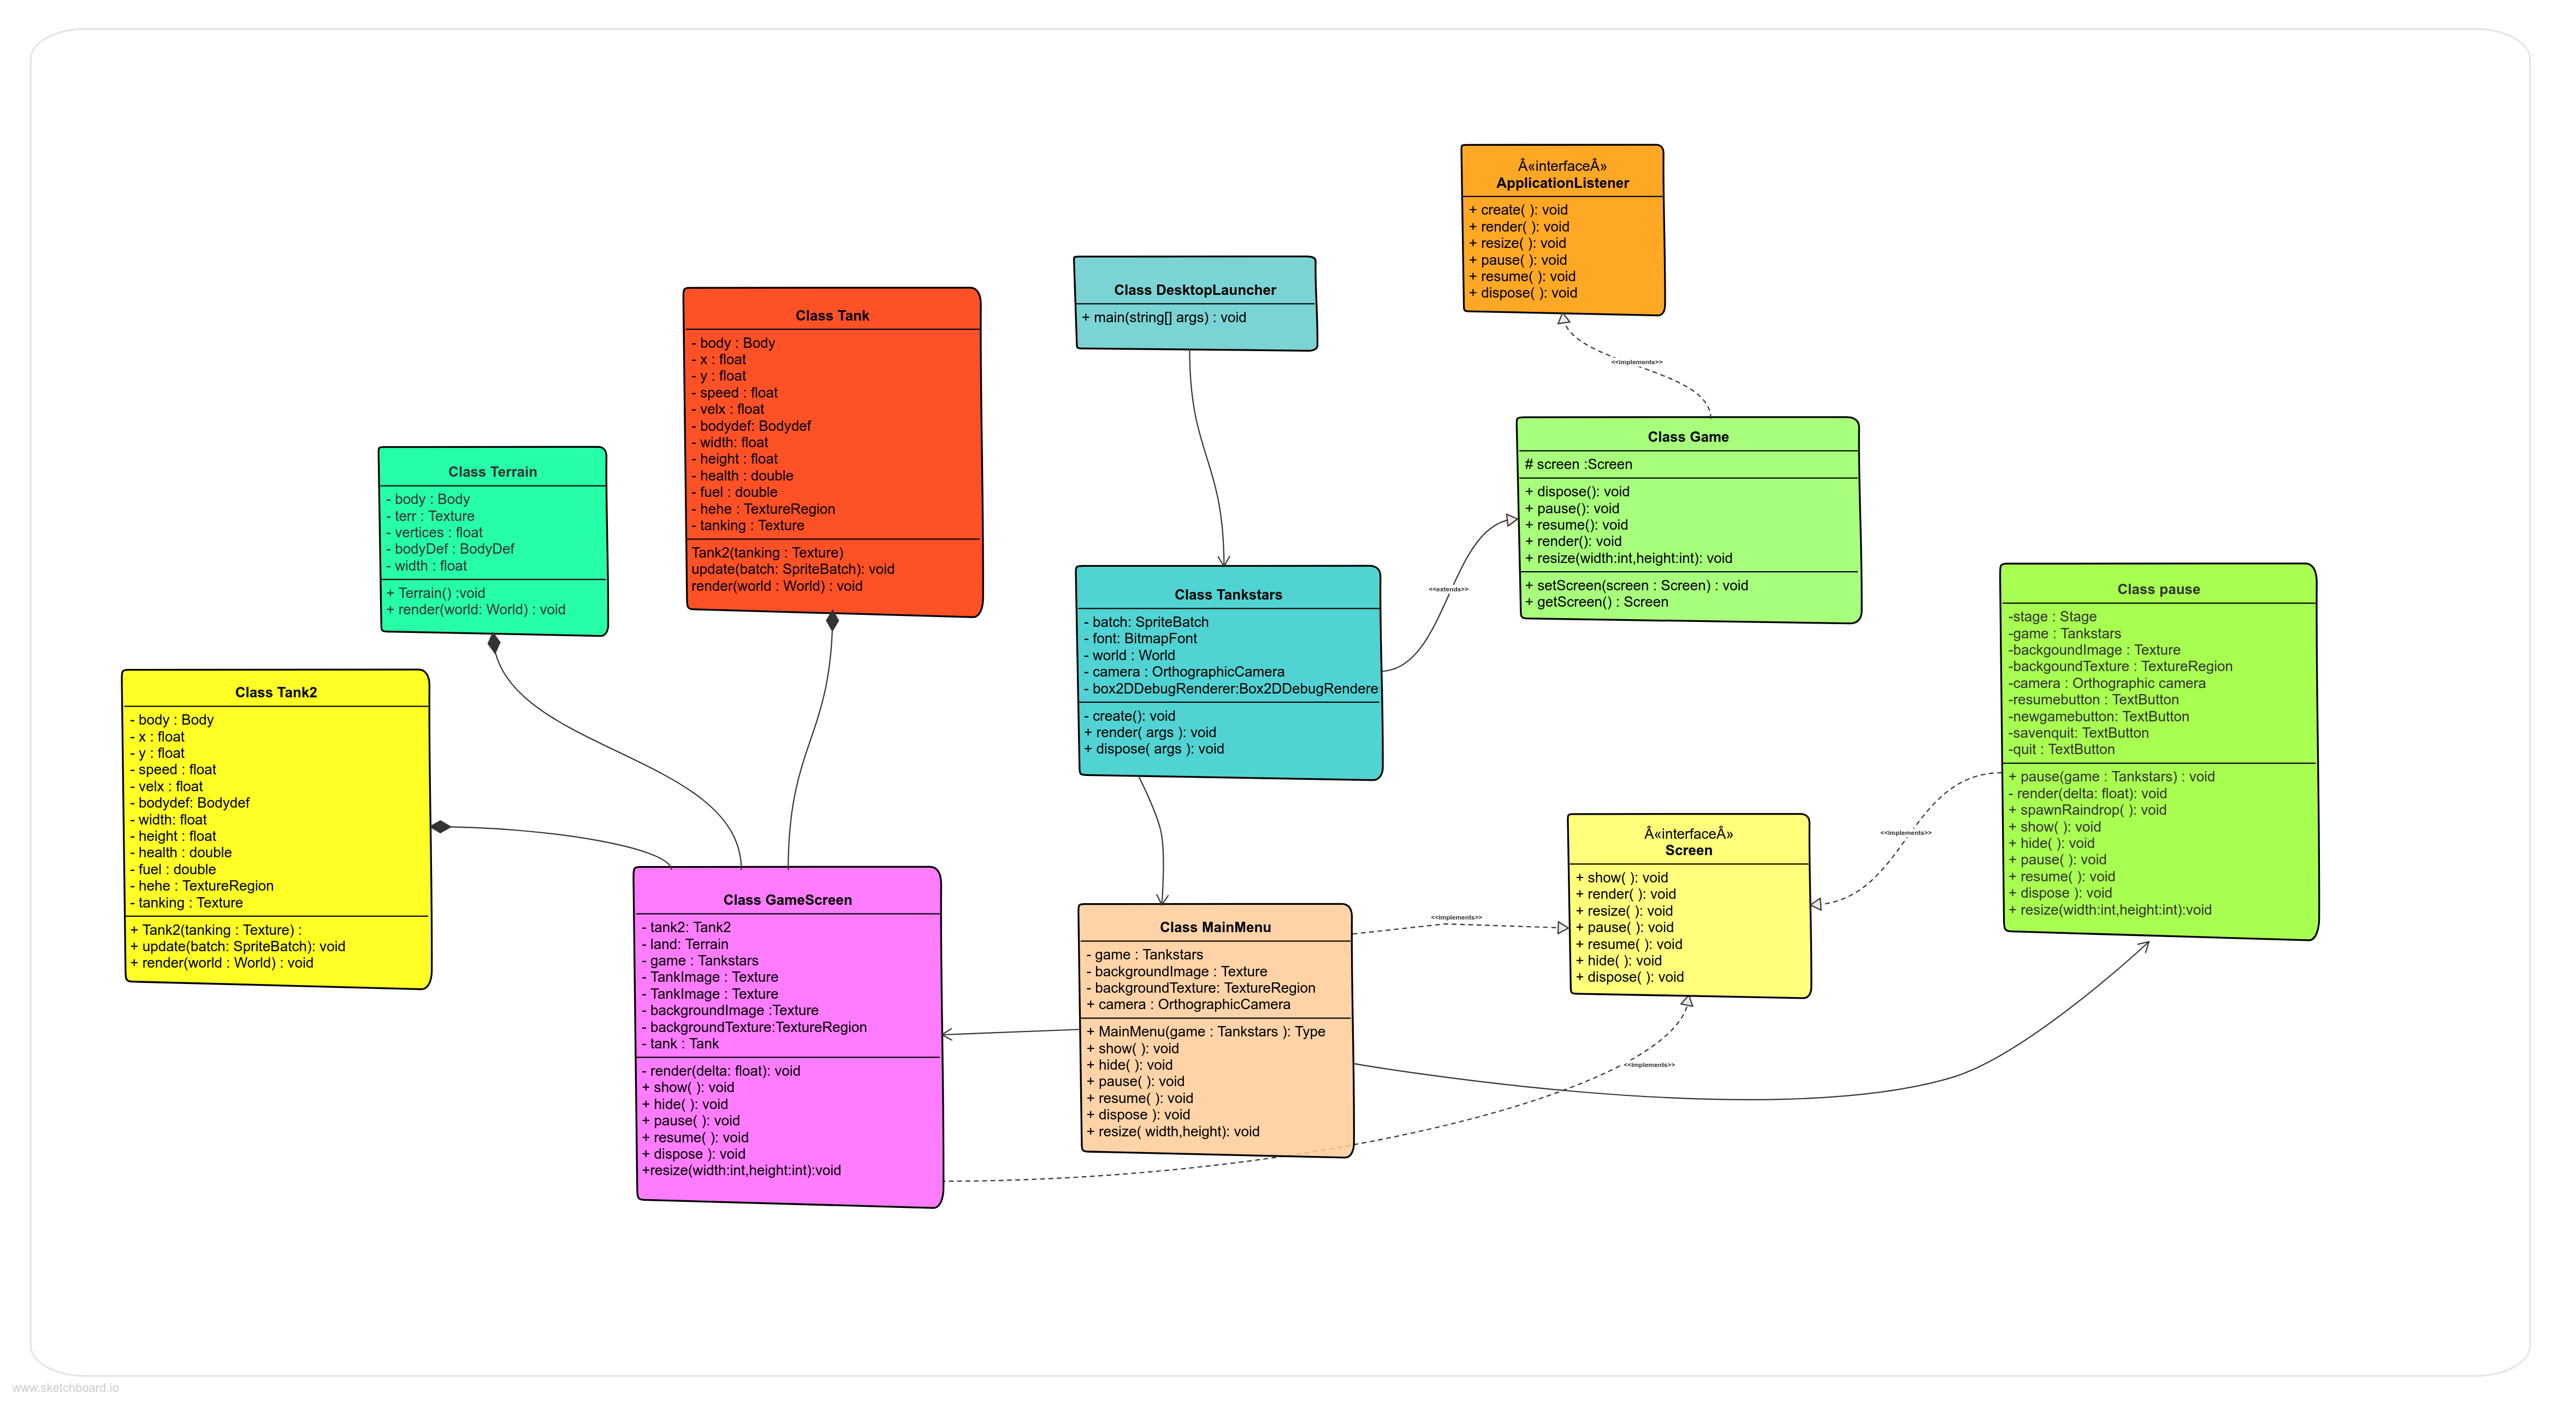 Â«interfaceÂ»
ApplicationListener
+ create( ): void
+ render( ): void
+ resize( ): void
+ pause( ): void
+ resume( ): void
+ dispose( ): void
Class DesktopLauncher
+ main(string[] args) : void
Class Tank
- body : Body
- x : float
- y : float
- speed : float
- velx : float
- bodydef: Bodydef
- width: float
- height : float
- health : double
- fuel : double
- hehe : TextureRegion
- tanking : Texture
Tank2(tanking : Texture)
update(batch: SpriteBatch): void
render(world : World) : void
<<implements>>
Class Game
# screen :Screen
+ dispose(): void
+ pause(): void
+ resume(): void
+ render(): void
+ resize(width:int,height:int): void
+ setScreen(screen : Screen) : void
+ getScreen() : Screen
Class Terrain
- body : Body
- terr : Texture
- vertices : float
- bodyDef : BodyDef
- width : float
+ Terrain() :void
+ render(world: World) : void
<<extends>>
Class Tankstars
- batch: SpriteBatch
- font: BitmapFont
- world : World
- camera : OrthographicCamera
- box2DDebugRenderer:Box2DDebugRendere
- create(): void
+ render( args ): void
+ dispose( args ): void
Class pause
-stage : Stage
-game : Tankstars
-backgoundImage : Texture
-backgoundTexture : TextureRegion
-camera : Orthographic camera
-resumebutton : TextButton
-newgamebutton: TextButton
-savenquit: TextButton
-quit : TextButton
+ pause(game : Tankstars) : void
- render(delta: float): void
+ spawnRaindrop( ): void
+ show( ): void
+ hide( ): void
+ pause( ): void
+ resume( ): void
+ dispose ): void
+ resize(width:int,height:int):void
Class Tank2
- body : Body
- x : float
- y : float
- speed : float
- velx : float
- bodydef: Bodydef
- width: float
- height : float
- health : double
- fuel : double
- hehe : TextureRegion
- tanking : Texture
+ Tank2(tanking : Texture) :
+ update(batch: SpriteBatch): void
+ render(world : World) : void
<<implements>>
Â«interfaceÂ»
Screen
+ show( ): void
+ render( ): void
+ resize( ): void
+ pause( ): void
+ resume( ): void
+ hide( ): void
+ dispose( ): void
Class GameScreen
- tank2: Tank2
- land: Terrain
- game : Tankstars
- TankImage : Texture
- TankImage : Texture
- backgroundImage :Texture
- backgroundTexture:TextureRegion
- tank : Tank
- render(delta: float): void
+ show( ): void
+ hide( ): void
+ pause( ): void
+ resume( ): void
+ dispose ): void
+resize(width:int,height:int):void
<<implements>>
Class MainMenu
- game : Tankstars
- backgroundImage : Texture
- backgroundTexture: TextureRegion
+ camera : OrthographicCamera
+ MainMenu(game : Tankstars ): Type
+ show( ): void
+ hide( ): void
+ pause( ): void
+ resume( ): void
+ dispose ): void
+ resize( width,height): void
<<implements>>
www.sketchboard.io